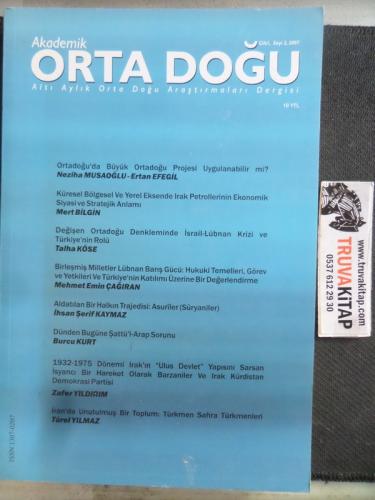 Akademik
ORTA DOĞU
Cilt 1, Sayı 2, 2007
Altı Aylık Orta Doğu Araştırmaları Dergisi
10 YTL
Ortadoğu'da Büyük Ortadoğu Projesi Uygulanabilir mi?
Neziha MUSAOĞLU - Ertan EFEGİL
Küresel Bölgesel Ve Yerel Eksende Irak Petrollerinin Ekonomik
Siyasi ve Stratejik Anlamı
Mert BİLGİN
Değişen Ortadoğu Denkleminde İsrail-Lübnan Krizi ve
Türkiye'nin Rolü
Talha KÖSE
Birleşmiş Milletler Lübnan Barış Gücü: Hukuki Temelleri, Görev
ve Yetkileri Ve Türkiye'nin Katılımı Üzerine Bir Değerlendirme
Mehmet Emin ÇAĞIRAN
Aldatılan Bir Halkın Trajedisi: Asuriler (Süryaniler)
İhsan Şerif KAYMAZ
Dünden Bugüne Şattü'l-Arap Sorunu
Burcu KURT
1932-1975 Dönemi Irak'ın "Ulus Devlet" Yapısını Sarsan
İsyancı Bir Hareket Olarak Barzaniler Ve Irak Kürdistan
Demokrasi Partisi
Zafer YILDIRIM
İran'da Unutulmuş Bir Toplum: Türkmen Sahra Türkmenleri
Türel YILMAZ
ISSN 1307-0207
TRUVAKİTAP
www.truvakitap.com
0537 612 29 30